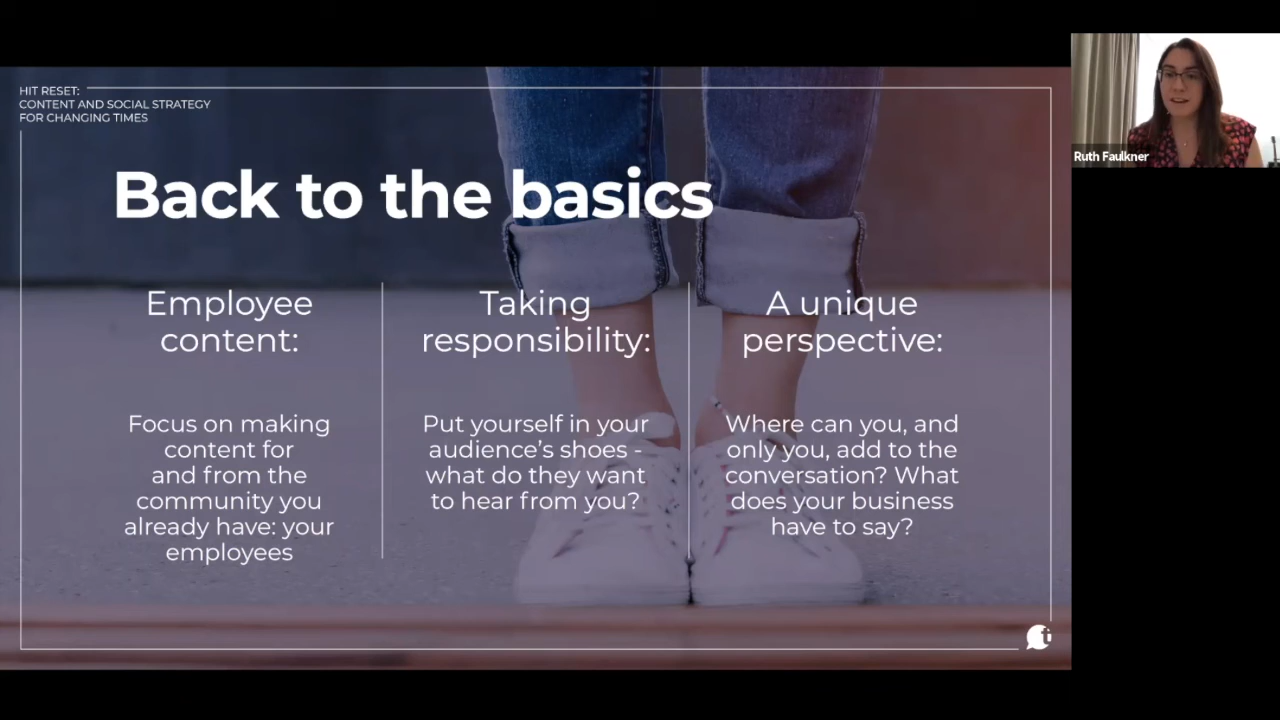 HIT RESET:
CONTENT AND SOCIAL STRATEGY
FOR CHANGING TIMES
Back to the basics
Employee
content:
Focus on making
content for
and from the
community you
already have: your
employees
Taking
responsibility:
Put yourself in your
audience’s shoes -
what do they want
to hear from you?
A unique
perspective:
Where can you, and
only you, add to the
conversation? What
does your business
have to say?
t
Ruth Faulkner